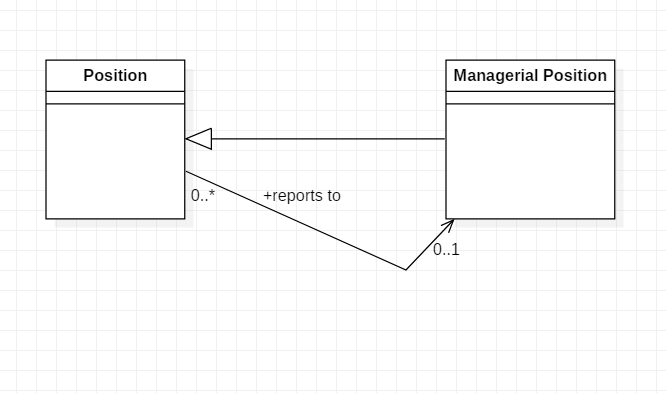 Position
Managerial Position
0..*
+reports to
0..1